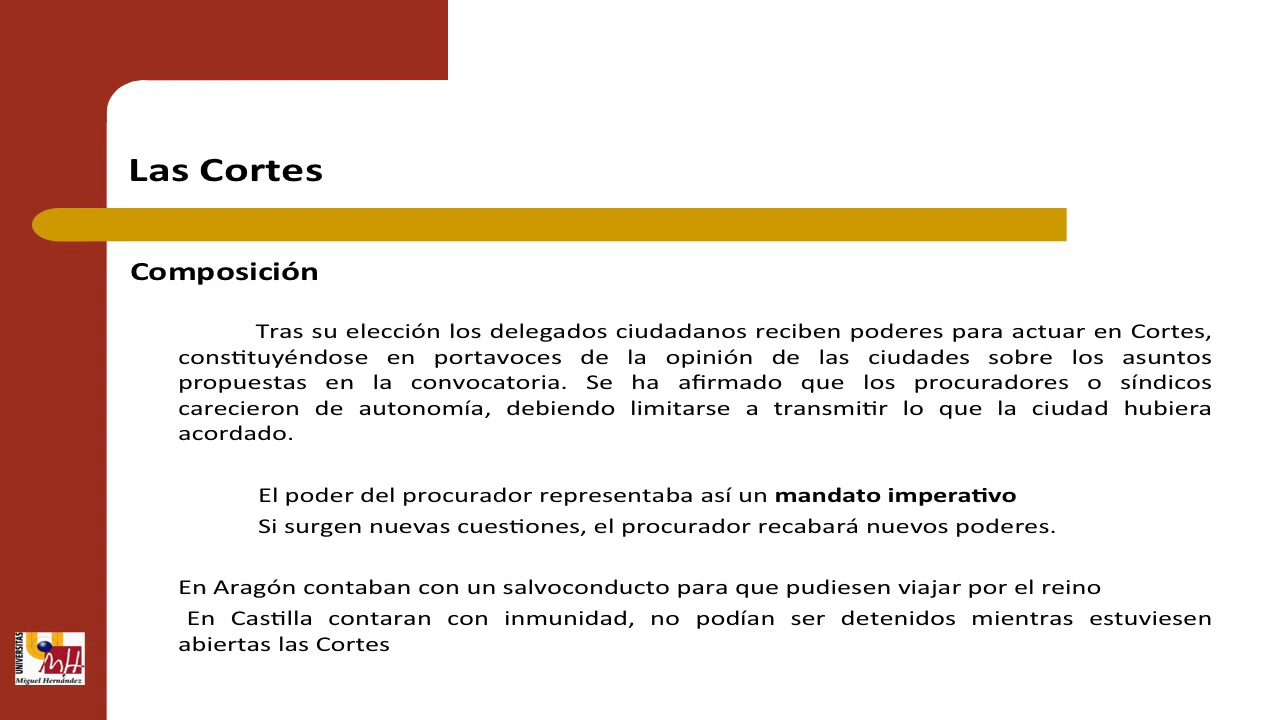 Las Cortes
Composición
Tras su elección los delegados ciudadanos reciben poderes para actuar en Cortes,
constituyéndose en portavoces de la opinión de las ciudades sobre los asuntos
propuestas en la convocatoria. Se ha afirmado que los procuradores o síndicos
carecieron de autonomía, debiendo limitarse a transmitir lo que la ciudad hubiera
acordado.
El poder del procurador representaba así un mandato imperativo
Si surgen nuevas cuestiones, el procurador recabará nuevos poderes.
En Aragón contaban con un salvoconducto para que pudiesen viajar por el reino
En Castilla contaran con inmunidad, no podían ser detenidos mientras estuviesen
abiertas las Cortes
UNIVERSITAS
MH
Miguel Hernández